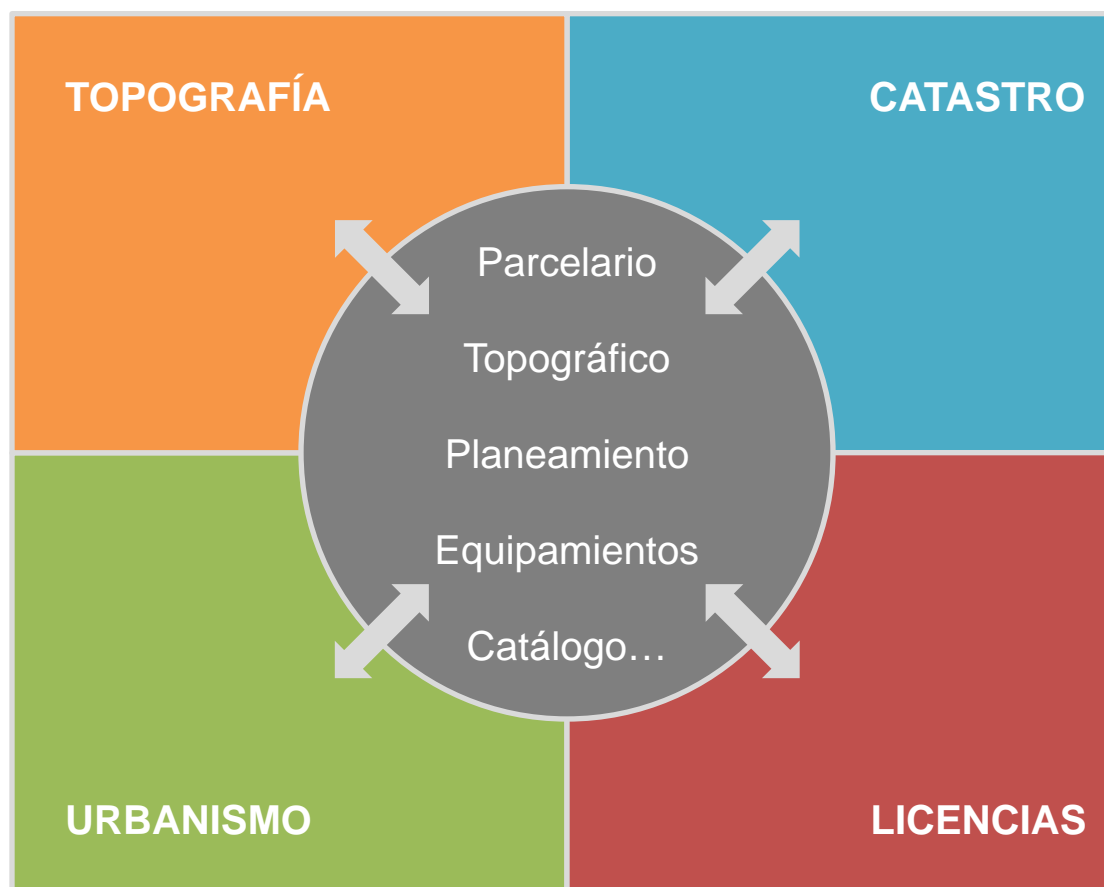 TOPOGRAFÍA
CATASTRO
Parcelario
Topográfico
Planeamiento
Equipamientos
Catálogo…
URBANISMO
LICENCIAS